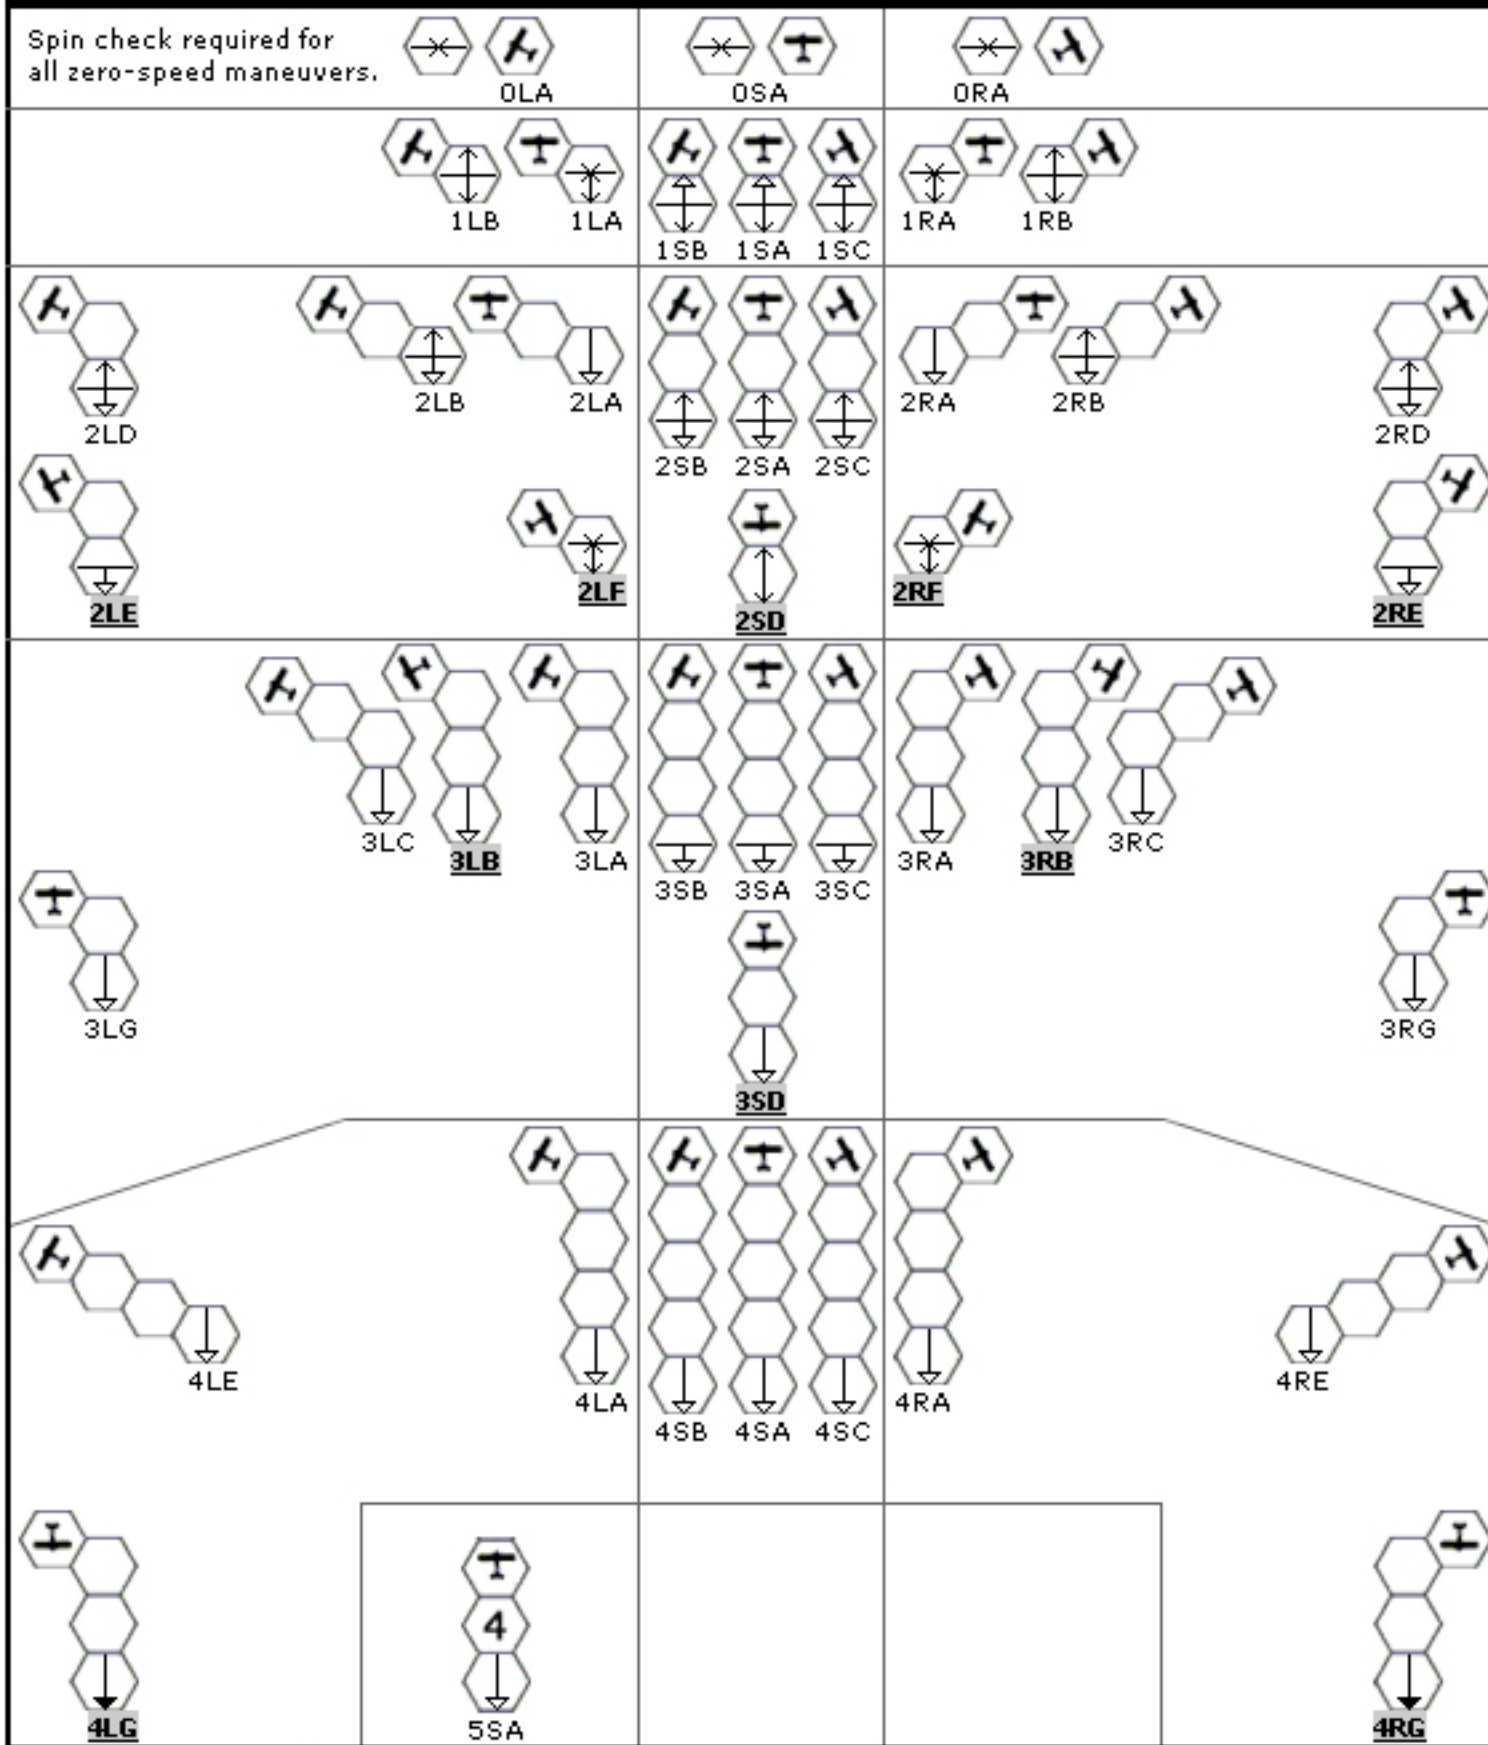 Spin check required for
all zero-speed maneuvers.
0LA 0SA 0RA
1LB 1LA 1RA 1RB
1SB 1SA 1SC
2LB 2LA 2RA 2RB
2LD 2RD
2SB 2SA 2SC
2LE 2LF 2SD 2RF 2RE
3LC 3RC
3LB 3LA 3RA 3RB
3SB 3SA 3SC
3LG 3RG
3SD
4LE 4RE
4LA 4RA
4SB 4SA 4SC
4
4LG 5SA 4RG